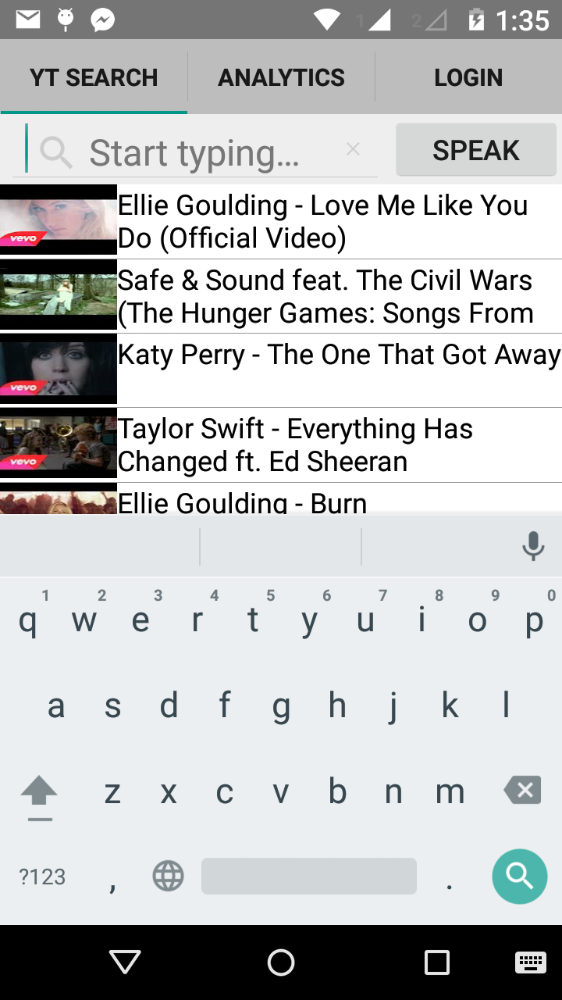 1 2 1:35
YT SEARCH ANALYTICS LOGIN
Start typing... × SPEAK
Ellie Goulding - Love Me Like You
Do (Official Video)
vevo
Safe & Sound feat. The Civil Wars
(The Hunger Games: Songs From
Katy Perry - The One That Got Away
vevo
Taylor Swift - Everything Has
Changed ft. Ed Sheeran
vevo
Ellie Goulding - Burn
1 2 3 4 5 6 7 8 9 0
q w e r t y u i o p
a s d f g h j k l
z x c v b n m
?123 , .